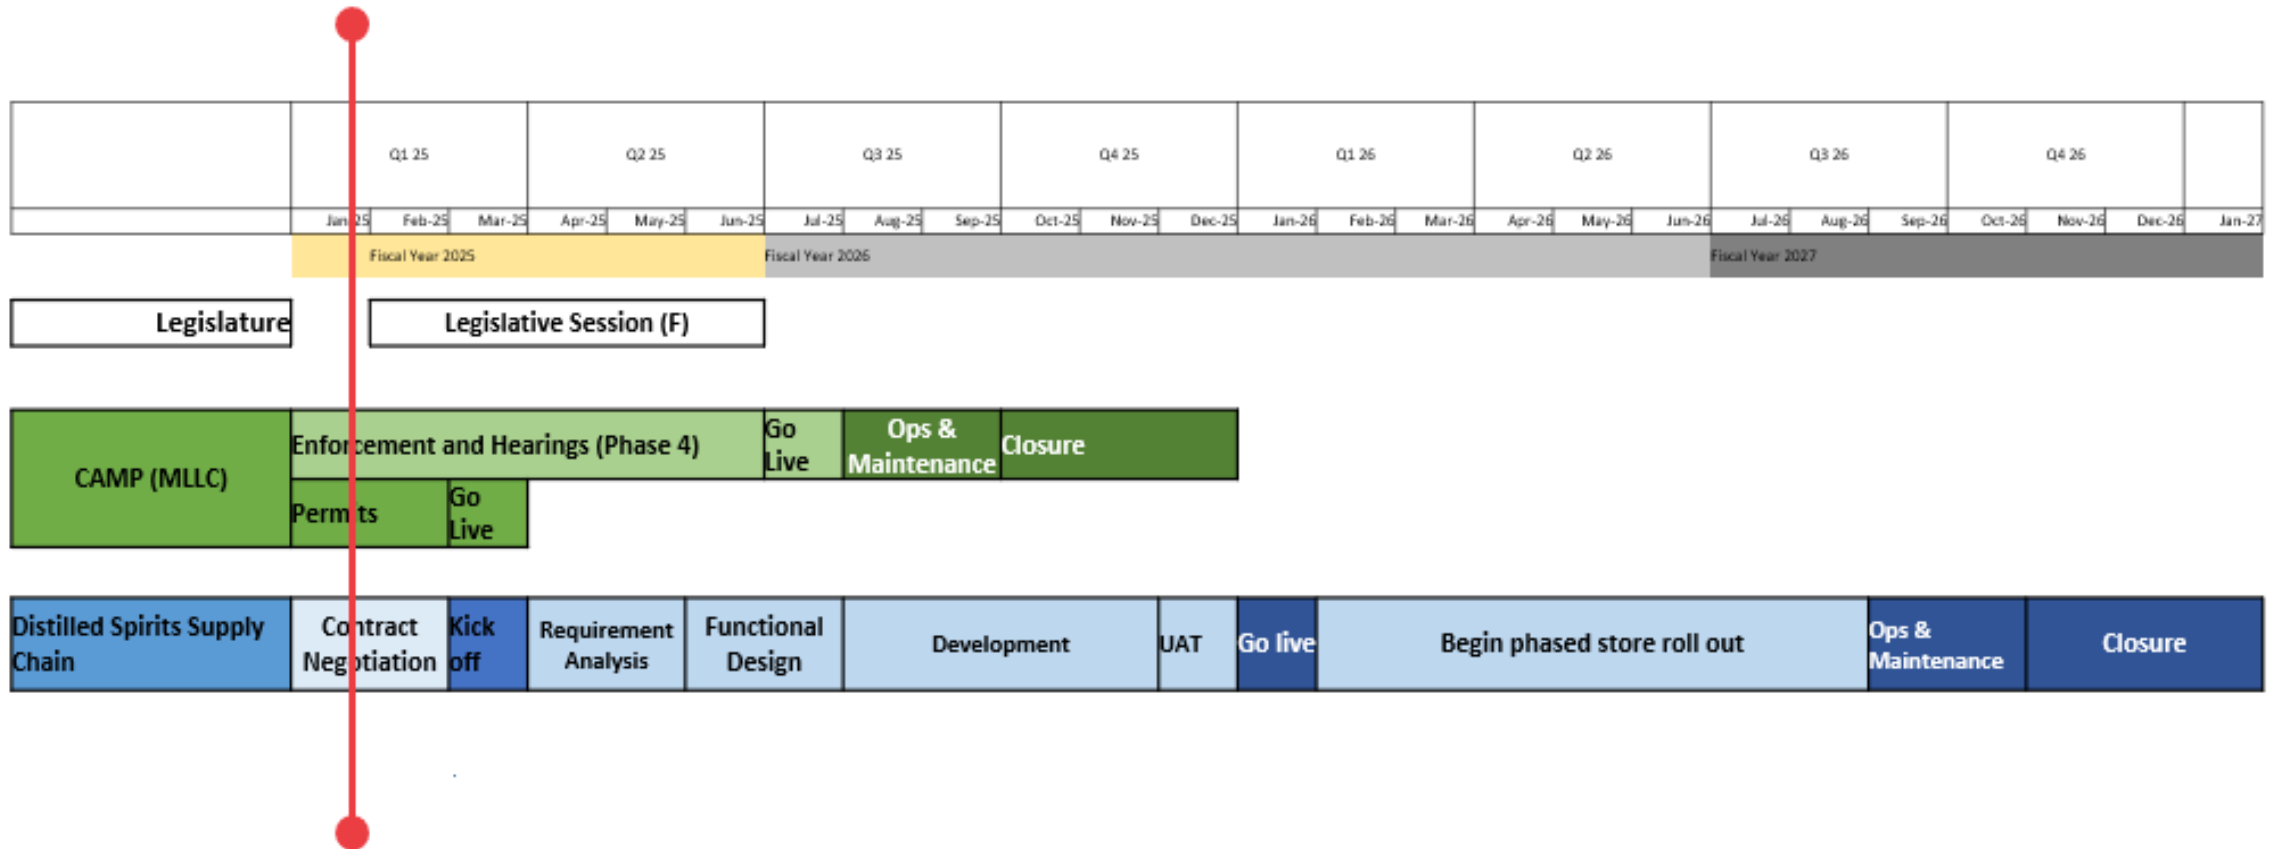 Q1 25 Q2 25 Q3 25 Q4 25 Q1 26 Q2 26 Q3 26 Q4 26
Jan-25 Feb-25 Mar-25 Apr-25 May-25 Jun-25 Jul-25 Aug-25 Sep-25 Oct-25 Nov-25 Dec-25 Jan-26 Feb-26 Mar-26 Apr-26 May-26 Jun-26 Jul-26 Aug-26 Sep-26 Oct-26 Nov-26 Dec-26 Jan-27
Fiscal Year 2025 Fiscal Year 2026 Fiscal Year 2027
Legislature Legislative Session (F)
CAMP (MLLC)
Enforcement and Hearings (Phase 4)
Go
Live
Ops &
Maintenance
Closure
Permits
Go
Live
Distilled Spirits Supply
Chain
Contract
Negotiation
Kick
off
Requirement
Analysis
Functional
Design
Development
UAT
Go live
Begin phased store roll out
Ops &
Maintenance
Closure